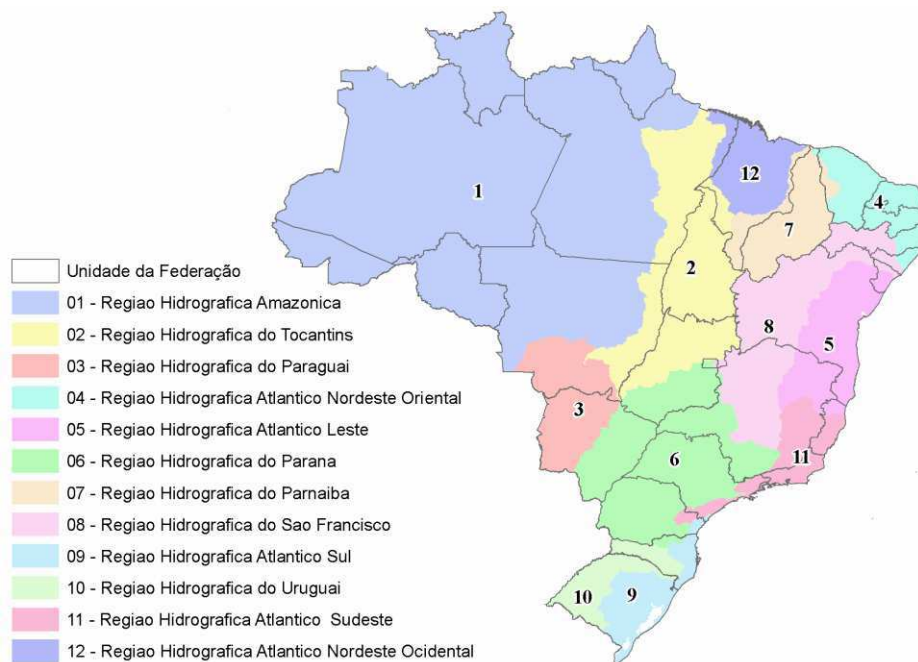 1
12
4
7
2
8
5
3
6
11
10
9
Unidade da Federação
01 - Regiao Hidrografica Amazonica
02 - Regiao Hidrografica do Tocantins
03 - Regiao Hidrografica do Paraguai
04 - Regiao Hidrografica Atlantico Nordeste Oriental
05 - Regiao Hidrografica Atlantico Leste
06 - Regiao Hidrografica do Parana
07 - Regiao Hidrografica do Parnaiba
08 - Regiao Hidrografica do Sao Francisco
09 - Regiao Hidrografica Atlantico Sul
10 - Regiao Hidrografica do Uruguai
11 - Regiao Hidrografica Atlantico Sudeste
12 - Regiao Hidrografica Atlantico Nordeste Ocidental